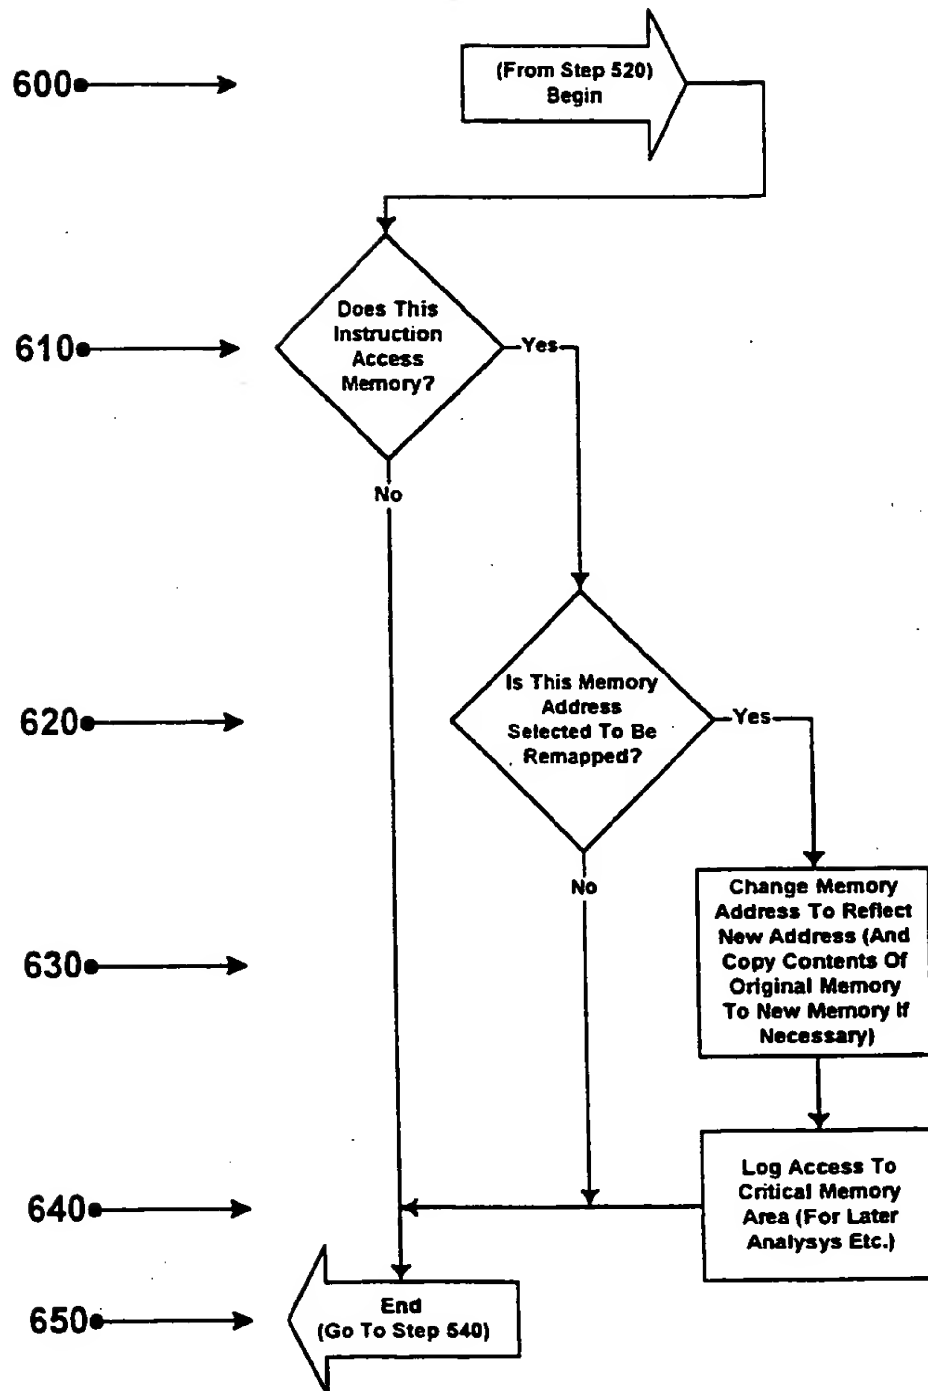 600
(From Step 520)
Begin
610
Does This
Instruction
Access
Memory?
Yes
No
620
Is This Memory
Address
Selected To Be
Remapped?
Yes
No
630
Change Memory
Address To Reflect
New Address (And
Copy Contents Of
Original Memory
To New Memory If
Necessary)
640
Log Access To
Critical Memory
Area (For Later
Analysys Etc.)
650
End
(Go To Step 540)